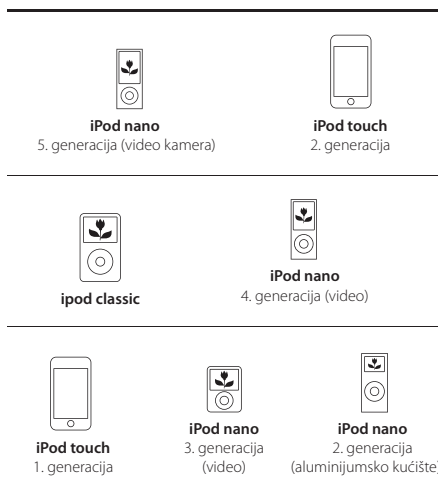 iPod nano
5. generacija (video kamera)
iPod touch
2. generacija
ipod classic
iPod nano
4. generacija (video)
iPod touch
1. generacija
iPod nano
3. generacija
(video)
iPod nano
2. generacija
(aluminijumsko kućište)